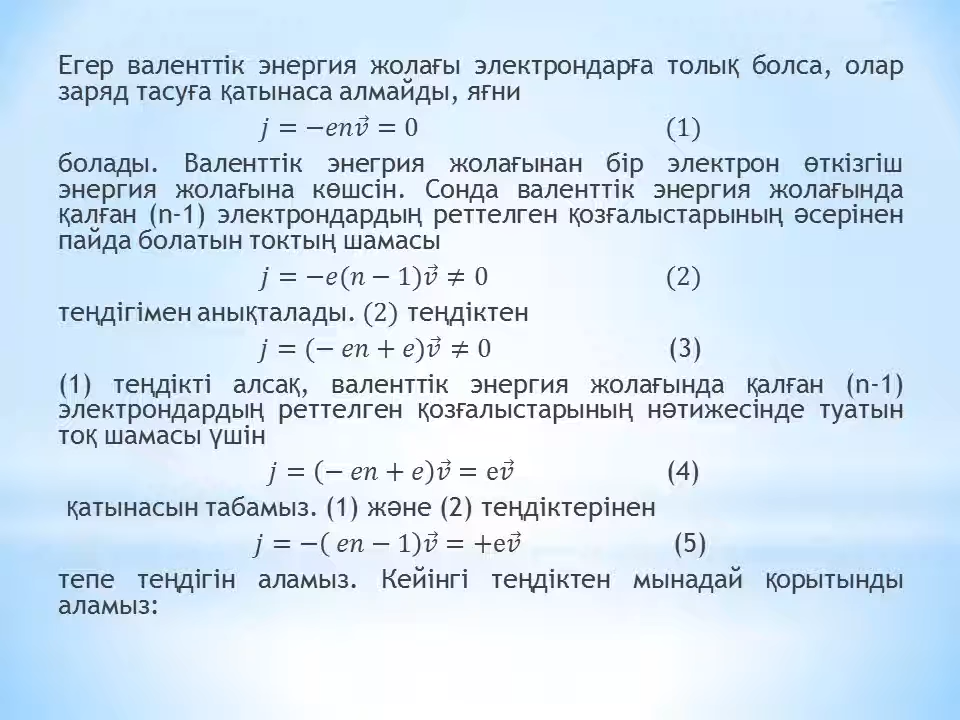 Егер валенттік энергия жолағы электрондарға толық болса, олар
заряд тасуға қатынаса алмайды, яғни
j = −en𝑣⃗ = 0 (1)
болады. Валенттік энегрия жолағынан бір электрон өткізгіш
энергия жолағына көшсін. Сонда валенттік энергия жолағында
қалған (n-1) электрондардың реттелген қозғалыстарының әсерінен
пайда болатын токтың шамасы
j = −e(n − 1)𝑣⃗ ≠ 0 (2)
теңдігімен анықталады. (2) теңдіктен
j = (− en + e)𝑣⃗ ≠ 0 (3)
(1) теңдікті алсақ, валенттік энергия жолағында қалған (n-1)
электрондардың реттелген қозғалыстарының нәтижесінде туатын
тоқ шамасы үшін
j = (− en + e)𝑣⃗ = e𝑣⃗ (4)
қатынасын табамыз. (1) және (2) теңдіктерінен
j = −( en − 1)𝑣⃗ = +e𝑣⃗ (5)
тепе теңдігін аламыз. Кейінгі теңдіктен мынадай қорытынды
аламыз: